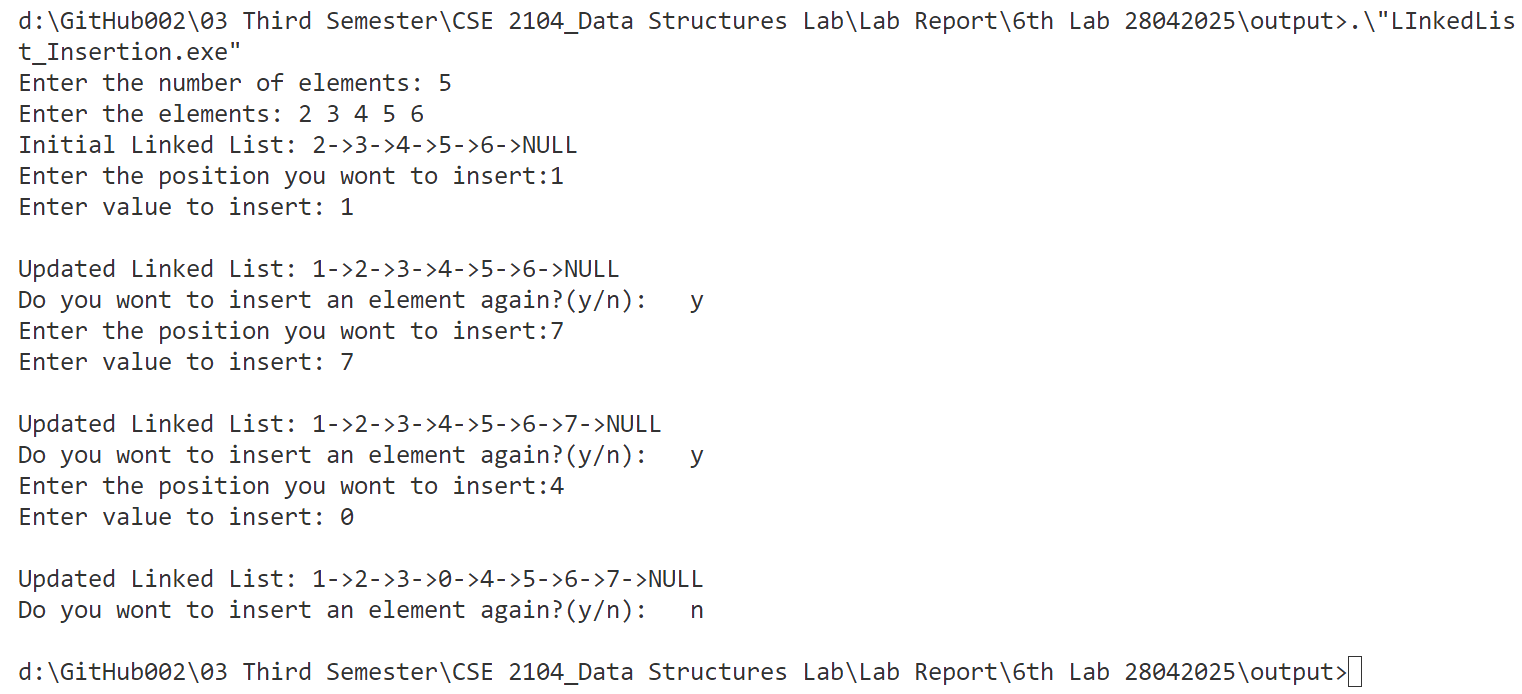 d:\GitHub002\03 Third Semester\CSE 2104_Data Structures Lab\Lab Report\6th Lab 28042025\output>.\"LInkedLis
t_Insertion.exe"
Enter the number of elements: 5
Enter the elements: 2 3 4 5 6
Initial Linked List: 2->3->4->5->6->NULL
Enter the position you wont to insert:1
Enter value to insert: 1

Updated Linked List: 1->2->3->4->5->6->NULL
Do you wont to insert an element again?(y/n):   y
Enter the position you wont to insert:7
Enter value to insert: 7

Updated Linked List: 1->2->3->4->5->6->7->NULL
Do you wont to insert an element again?(y/n):   y
Enter the position you wont to insert:4
Enter value to insert: 0

Updated Linked List: 1->2->3->0->4->5->6->7->NULL
Do you wont to insert an element again?(y/n):   n

d:\GitHub002\03 Third Semester\CSE 2104_Data Structures Lab\Lab Report\6th Lab 28042025\output>